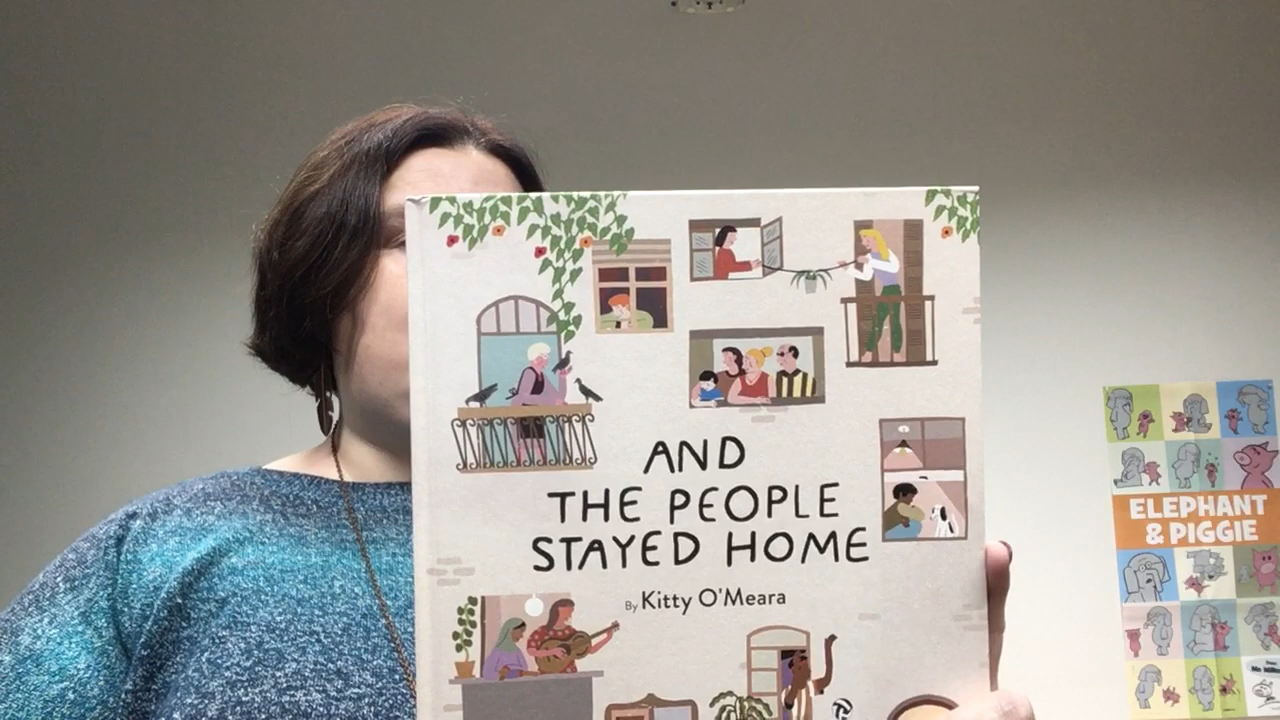 AND
THE PEOPLE
STAYED HOME
By Kitty O'Meara
ELEPHANT
& PIGGIE